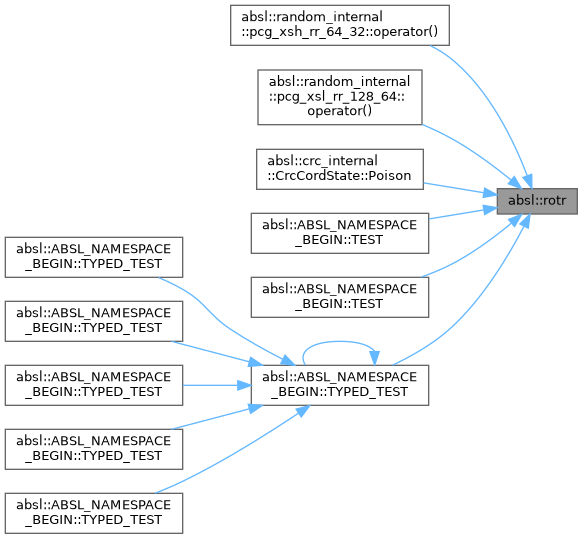 absl::random_internal
::pcg_xsh_rr_64_32::operator()
absl::random_internal
::pcg_xsl_rr_128_64::
operator()
absl::crc_internal
::CrcCordState::Poison
absl::rotr
absl::ABSL_NAMESPACE
_BEGIN::TEST
absl::ABSL_NAMESPACE
_BEGIN::TEST
absl::ABSL_NAMESPACE
_BEGIN::TYPED_TEST
absl::ABSL_NAMESPACE
_BEGIN::TYPED_TEST
absl::ABSL_NAMESPACE
_BEGIN::TYPED_TEST
absl::ABSL_NAMESPACE
_BEGIN::TYPED_TEST
absl::ABSL_NAMESPACE
_BEGIN::TYPED_TEST
absl::ABSL_NAMESPACE
_BEGIN::TYPED_TEST